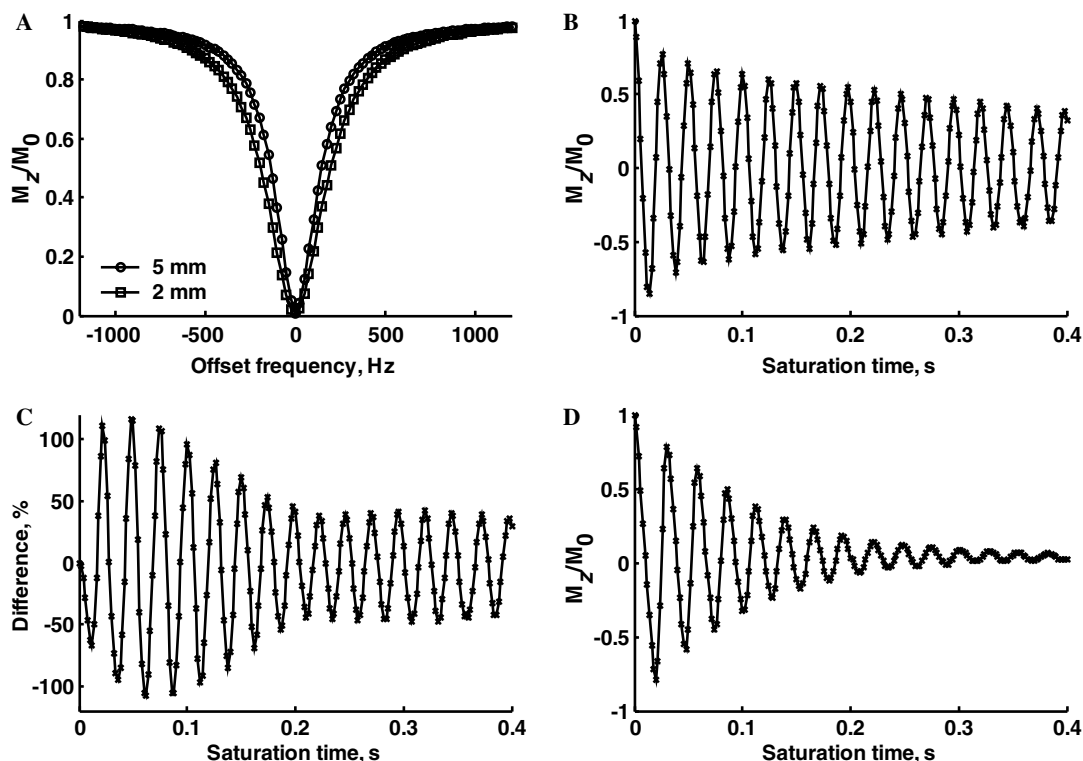 A
M_z/M_0
1
0.8
0.6
0.4
0.2
0
5 mm
2 mm
-1000 -500 0 500 1000
Offset frequency, Hz
B
M_z/M_0
1
0.5
0
-0.5
-1
0 0.1 0.2 0.3 0.4
Saturation time, s
C
Difference, %
100
50
0
-50
-100
0 0.1 0.2 0.3 0.4
Saturation time, s
D
M_z/M_0
1
0.5
0
-0.5
-1
0 0.1 0.2 0.3 0.4
Saturation time, s